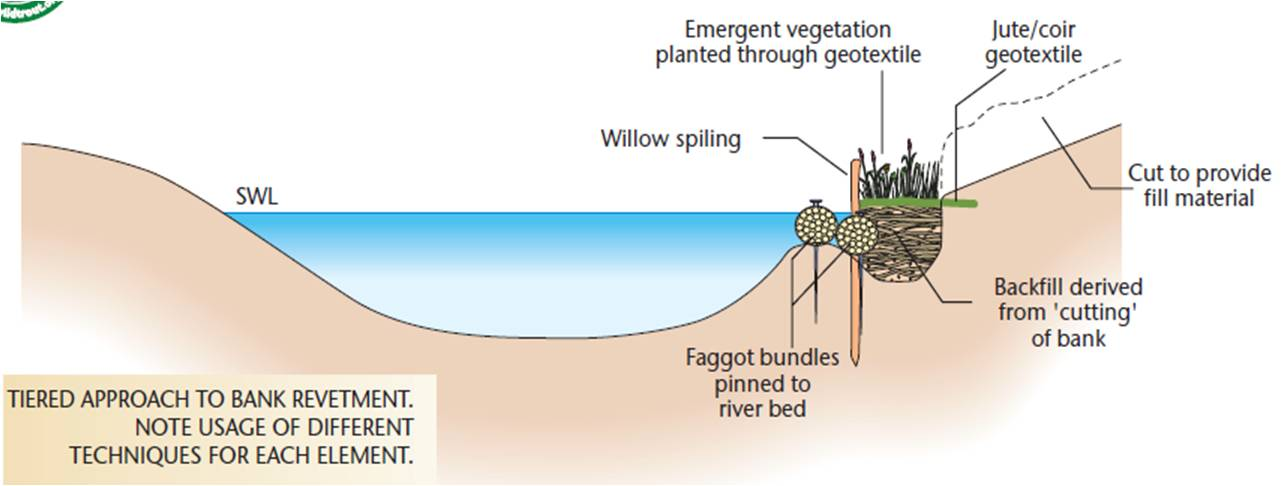 Emergent vegetation
planted through geotextile
Jute/coir
geotextile
Willow spiling
Cut to provide
fill material
SWL
Backfill derived
from 'cutting'
of bank
Faggot bundles
pinned to
river bed
TIERED APPROACH TO BANK REVETMENT.
NOTE USAGE OF DIFFERENT
TECHNIQUES FOR EACH ELEMENT.